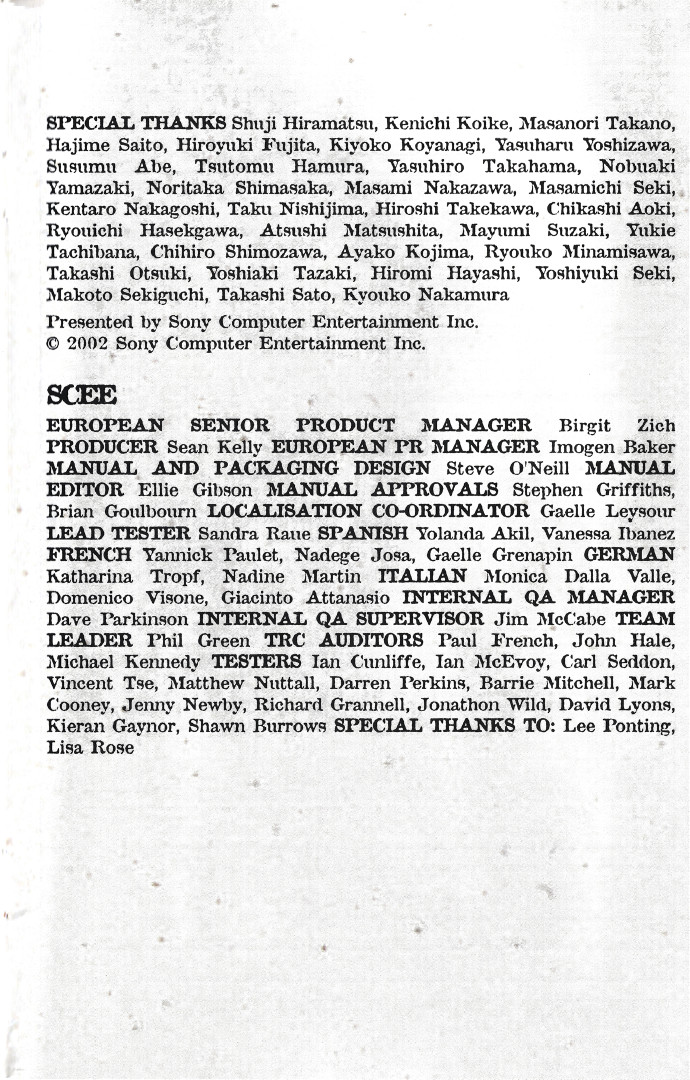 SPECIAL THANKS Shuji Hiramatsu, Kenichi Koike, Masanori Takano,
Hajime Saito, Hiroyuki Fujita, Kiyoko Koyanagi, Yasuharu Yoshizawa,
Susumu Abe, Tsutomu Hamura, Yasuhiro Takahama, Nobuaki
Yamazaki, Noritaka Shimasaka, Masami Nakazawa, Masamichi Seki,
Kentaro Nakagoshi, Taku Nishijima, Hiroshi Takekawa, Chikashi Aoki,
Ryouichi Hasekgawa, Atsushi Matsushita, Mayumi Suzaki, Yukie
Tachibana, Chihiro Shimozawa, Ayako Kojima, Ryouko Minamisawa,
Takashi Otsuki, Yoshiaki Tazaki, Hiromi Hayashi, Yoshiyuki Seki,
Makoto Sekiguchi, Takashi Sato, Kyouko Nakamura
Presented by Sony Computer Entertainment Inc.
© 2002 Sony Computer Entertainment Inc.
SCEE
EUROPEAN SENIOR PRODUCT MANAGER Birgit Zich
PRODUCER Sean Kelly EUROPEAN PR MANAGER Imogen Baker
MANUAL AND PACKAGING DESIGN Steve O'Neill MANUAL
EDITOR Ellie Gibson MANUAL APPROVALS Stephen Griffiths,
Brian Goulbourn LOCALISATION CO-ORDINATOR Gaelle Leysour
LEAD TESTER Sandra Raue SPANISH Yolanda Akil, Vanessa Ibanez
FRENCH Yannick Paulet, Nadege Josa, Gaelle Grenapin GERMAN
Katharina Tropf, Nadine Martin ITALIAN Monica Dalla Valle,
Domenico Visone, Giacinto Attanasio INTERNAL QA MANAGER
Dave Parkinson INTERNAL QA SUPERVISOR Jim McCabe TEAM
LEADER Phil Green TRC AUDITORS Paul French, John Hale,
Michael Kennedy TESTERS Ian Cunliffe, Ian McEvoy, Carl Seddon,
Vincent Tse, Matthew Nuttall, Darren Perkins, Barrie Mitchell, Mark
Cooney, Jenny Newby, Richard Grannell, Jonathon Wild, David Lyons,
Kieran Gaynor, Shawn Burrows SPECIAL THANKS TO: Lee Ponting,
Lisa Rose